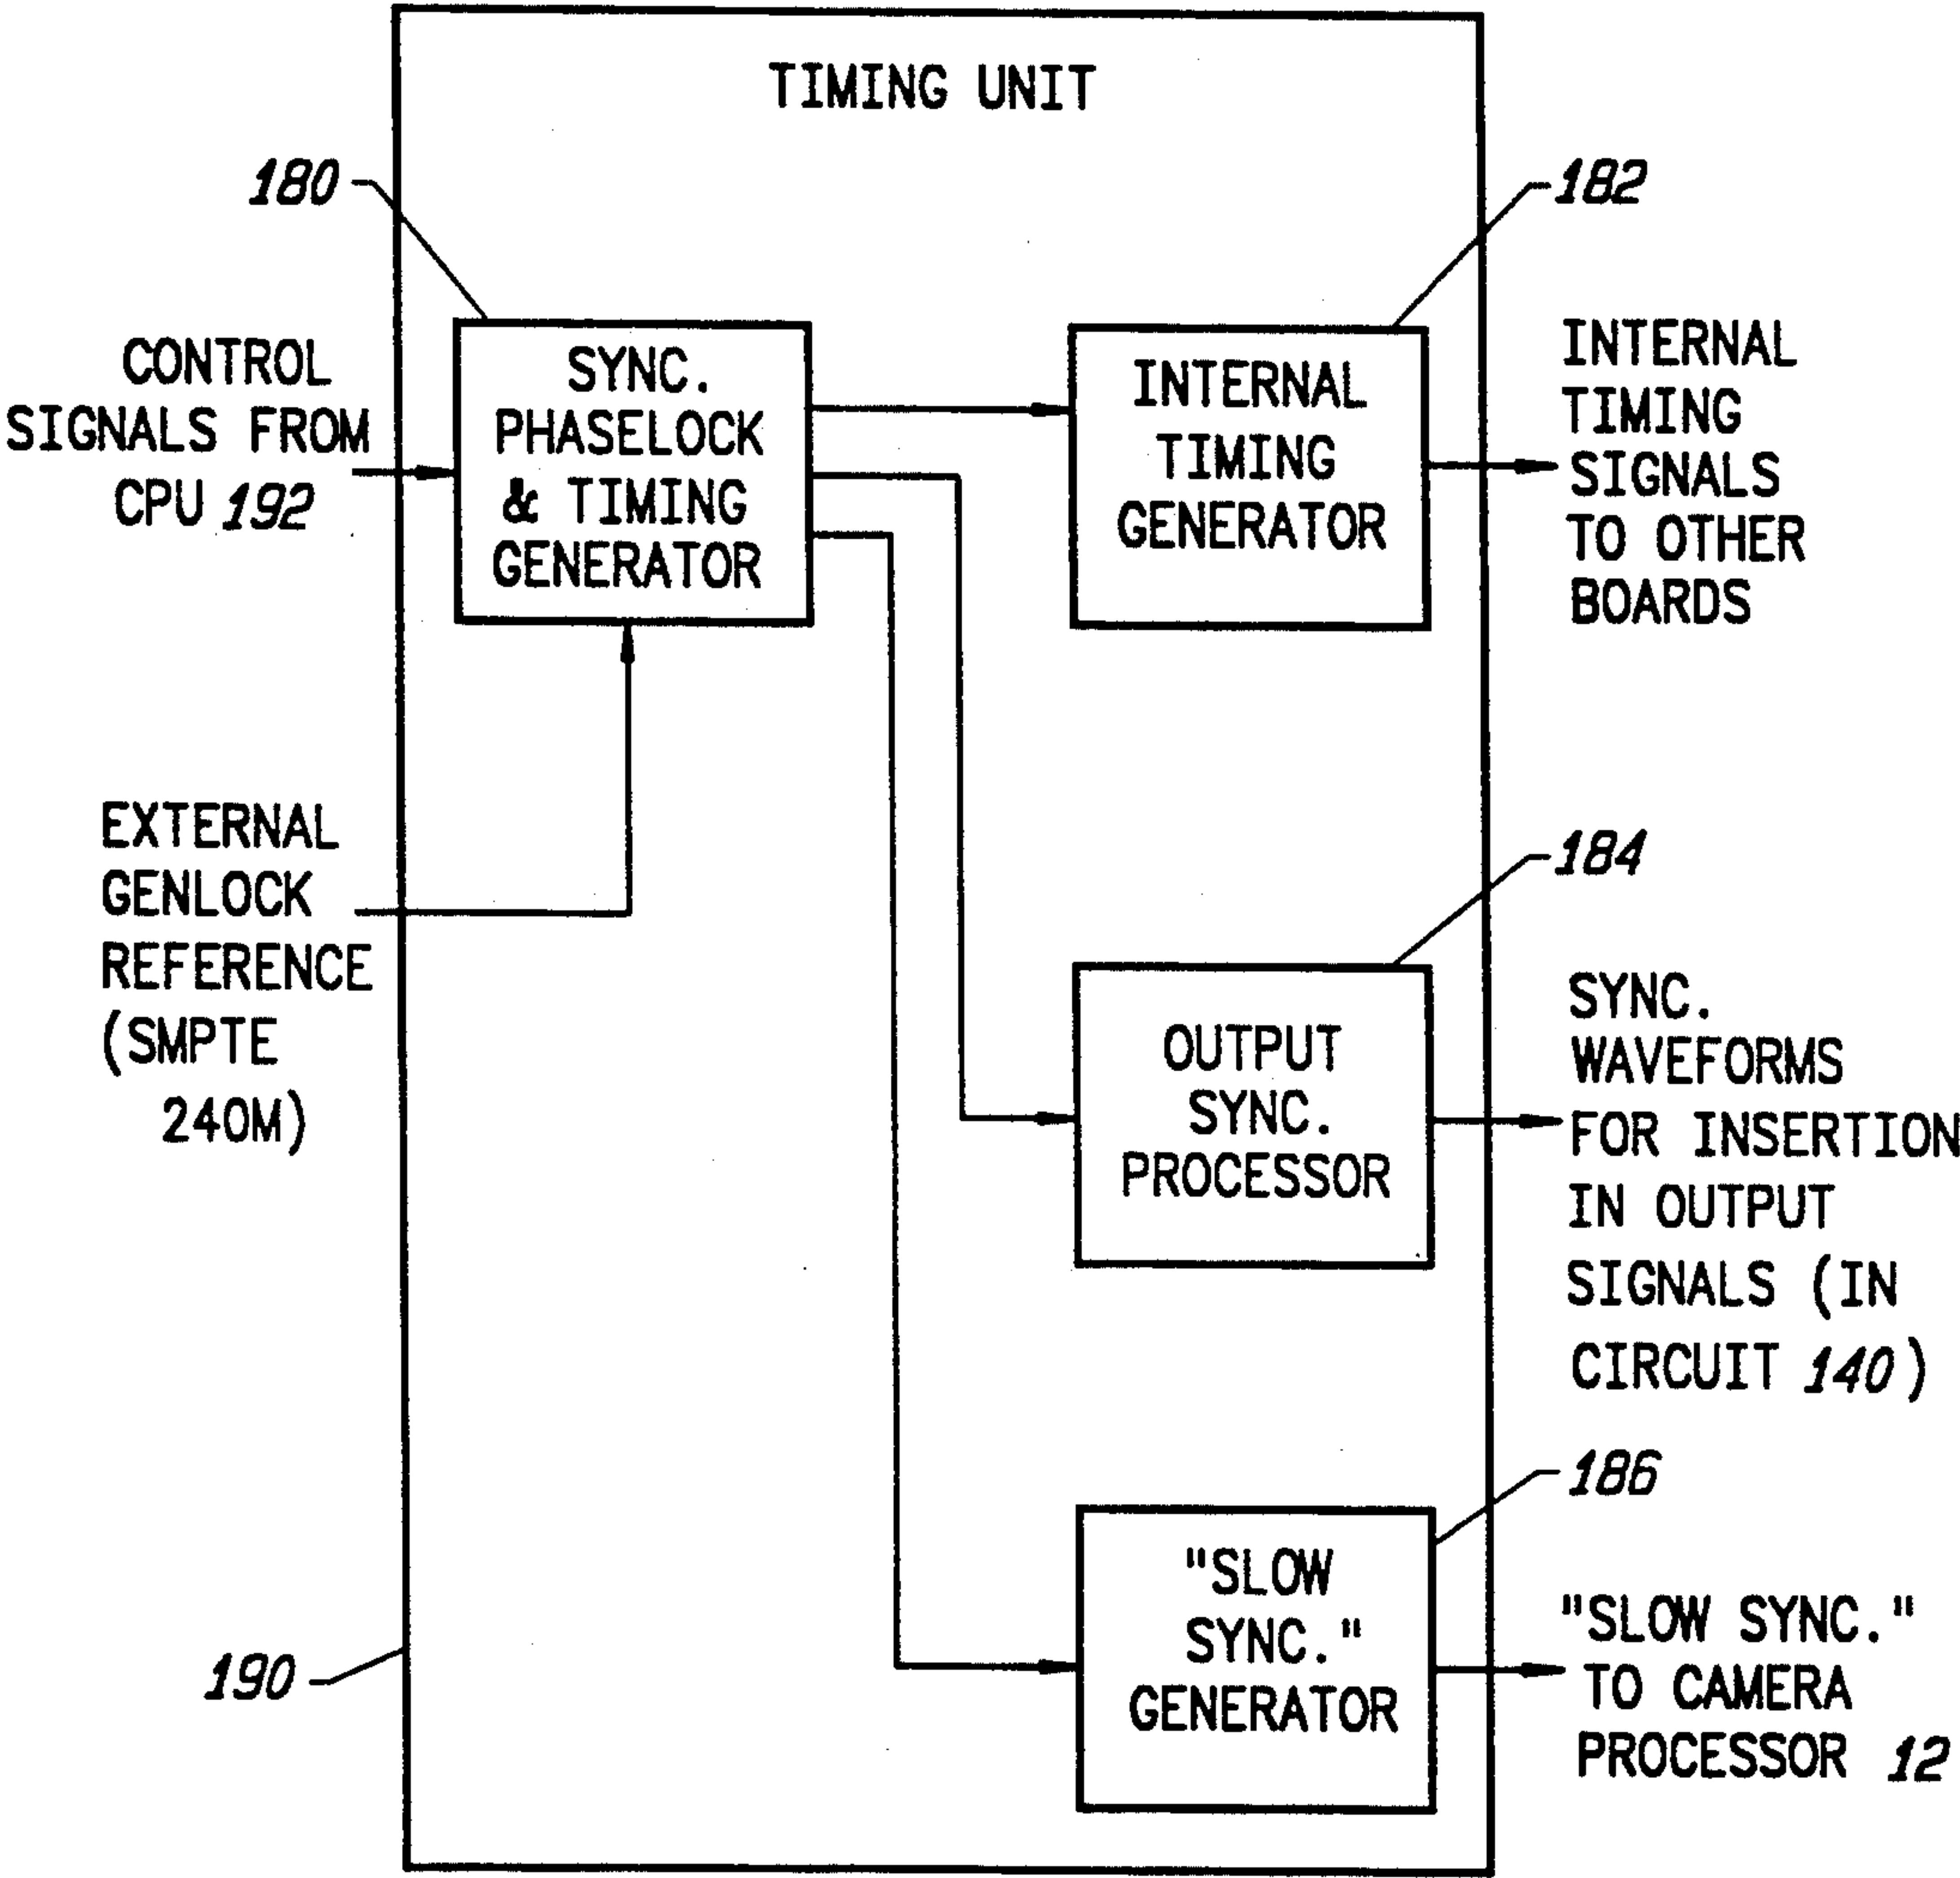 TIMING UNIT
180
182
CONTROL
SIGNALS FROM
CPU 192
SYNC.
PHASELOCK
& TIMING
GENERATOR
INTERNAL
TIMING
GENERATOR
INTERNAL
TIMING
SIGNALS
TO OTHER
BOARDS
EXTERNAL
GENLOCK
REFERENCE
(SMPTE
240M)
184
OUTPUT
SYNC.
PROCESSOR
SYNC.
WAVEFORMS
FOR INSERTION
IN OUTPUT
SIGNALS (IN
CIRCUIT 140)
186
"SLOW
SYNC."
GENERATOR
"SLOW SYNC."
TO CAMERA
PROCESSOR 12
190